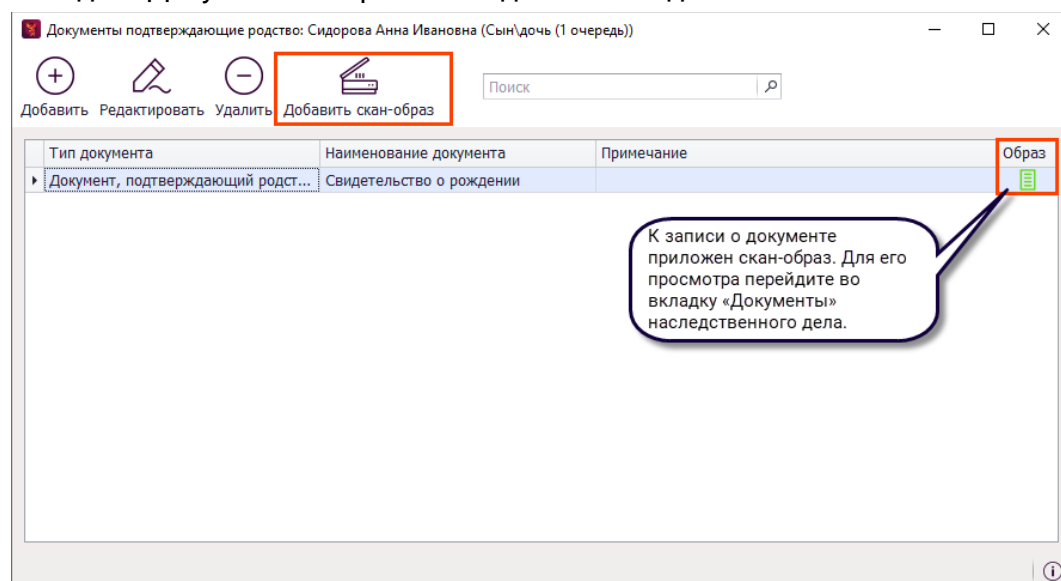 Документы подтверждающие родство: Сидорова Анна Ивановна (Сын\дочь (1 очередь))
Добавить Редактировать Удалить Добавить скан-образ
Поиск
Тип документа Наименование документа Примечание Образ
Документ, подтверждающий родст... Свидетельство о рождении
К записи о документе
приложен скан-образ. Для его
просмотра перейдите во
вкладку «Документы»
наследственного дела.